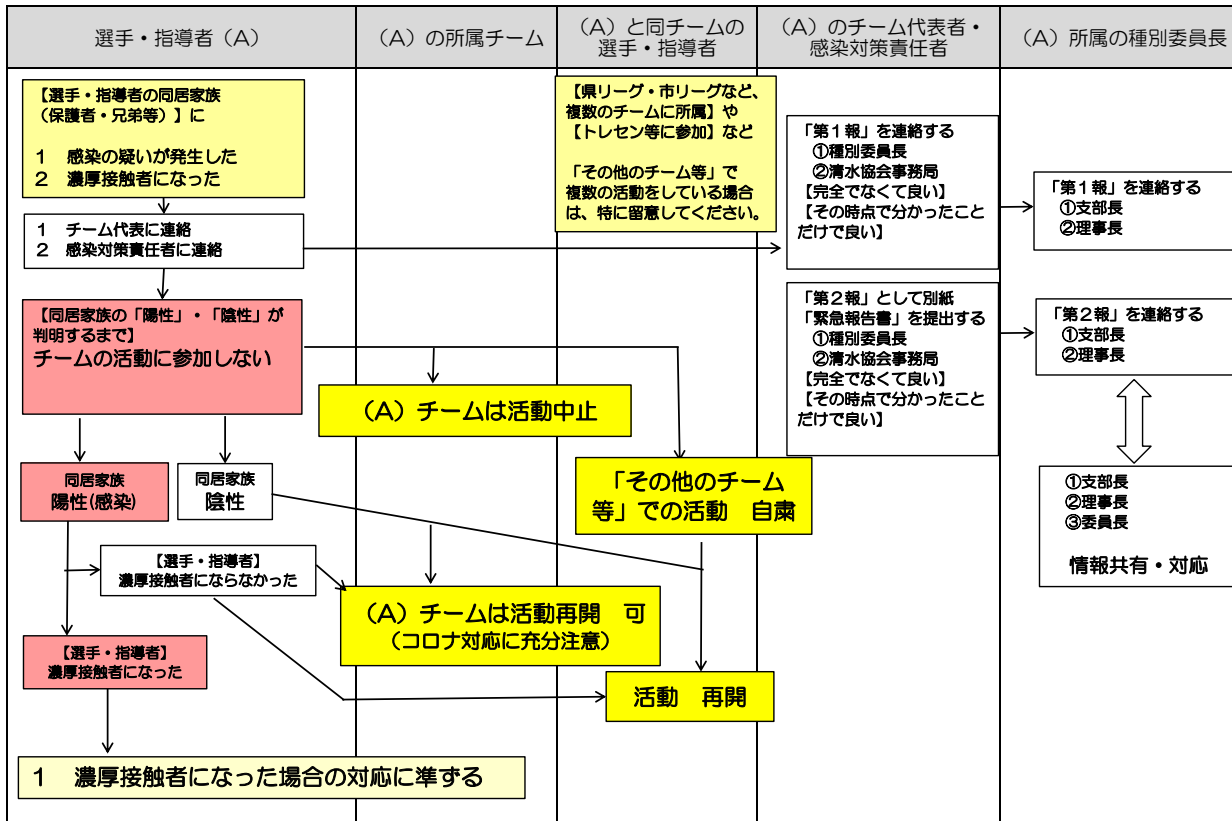 選手・指導者（A）
（A）の所属チーム
（A）と同チームの
選手・指導者
（A）のチーム代表者・
感染対策責任者
（A）所属の種別委員長
【選手・指導者の同居家族
（保護者・兄弟等）】に
1　感染の疑いが発生した
2　濃厚接触者になった
1　チーム代表に連絡
2　感染対策責任者に連絡
【同居家族の「陽性」・「陰性」が
判明するまで】
チームの活動に参加しない
同居家族
陽性(感染)
同居家族
陰性
【選手・指導者】
濃厚接触者にならなかった
【選手・指導者】
濃厚接触者になった
1　濃厚接触者になった場合の対応に準ずる
（A）チームは活動中止
（A）チームは活動再開　可
（コロナ対応に充分注意）
【県リーグ・市リーグなど、
複数のチームに所属】や
【トレセン等に参加】など
「その他のチーム等」で
複数の活動をしている場合
は、特に留意してください。
「その他のチーム
等」での活動　自粛
活動　再開
「第１報」を連絡する
①種別委員長
②清水協会事務局
【完全でなくて良い】
【その時点で分かったこと
だけで良い】
「第２報」として別紙
「緊急報告書」を提出する
①種別委員長
②清水協会事務局
【完全でなくて良い】
【その時点で分かったこと
だけで良い】
「第１報」を連絡する
①支部長
②理事長
「第２報」を連絡する
①支部長
②理事長
①支部長
②理事長
③委員長
情報共有・対応